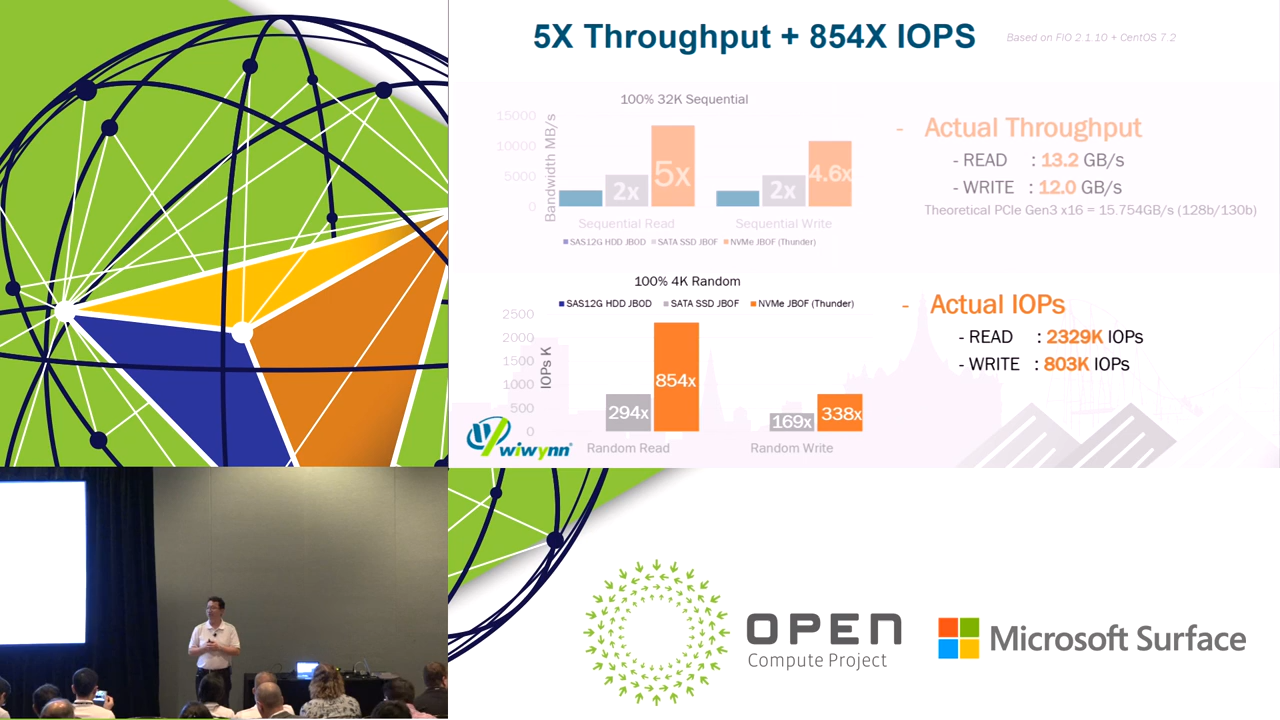 5X Throughput + 854X IOPS
Based on FIO 2 1.10 + CentOS 7.2
100% 32K Sequential
Bandwidth MB/s
15000
10000
5000
0
2x
5x
2x
4.6x
Sequential Read
Sequential Write
SAS12G HDD JBOD
SATA SSD JBOF
NVMe JBOF (Thunder)
- Actual Throughput
- READ : 13.2 GB/s
- WRITE : 12.0 GB/s
Theoretical PCIe Gen3 x16 = 15.754GB/s (128b/130b)
100% 4K Random
SAS12G HDD JBOD
SATA SSD JBOF
NVMe JBOF (Thunder)
IOPs K
2500
2000
1500
1000
500
0
294x
854x
169x
338x
Random Read
Random Write
- Actual IOPs
- READ : 2329K IOPs
- WRITE : 803K IOPs
wiwynn
OPEN
Compute Project
Microsoft Surface